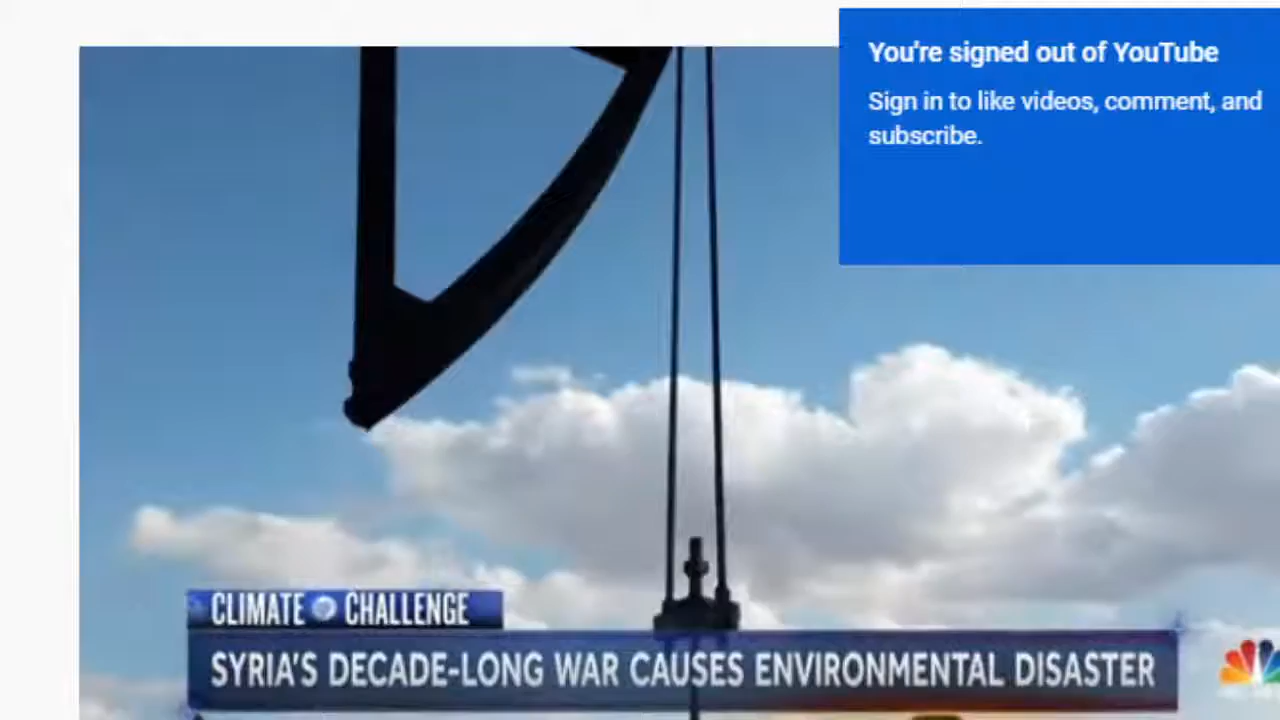 You're signed out of YouTube
Sign in to like videos, comment, and
subscribe.
CLIMATE CHALLENGE
SYRIA'S DECADE-LONG WAR CAUSES ENVIRONMENTAL DISASTER